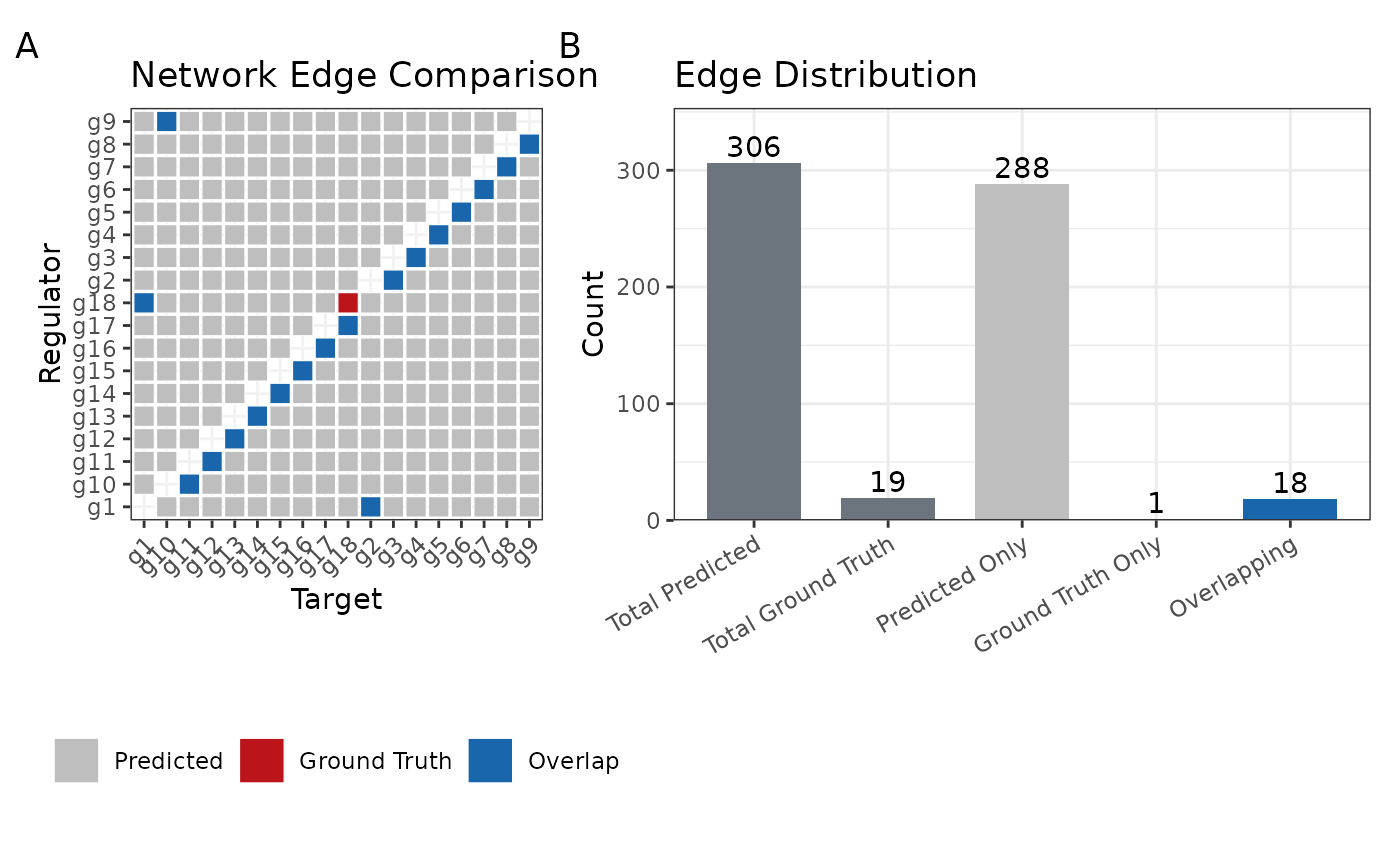 A
Network Edge Comparison
Regulator
g9
g8
g7
g6
g5
g4
g3
g2
g18
g17
g16
g15
g14
g13
g12
g11
g10
g1
g1 g10 g11 g12 g13 g14 g15 g16 g17 g18 g2 g3 g4 g5 g6 g7 g8 g9
Target
B
Edge Distribution
Count
300
200
100
0
306
19
288
1
18
Total Predicted
Total Ground Truth
Predicted Only
Ground Truth Only
Overlapping
Predicted Ground Truth Overlap